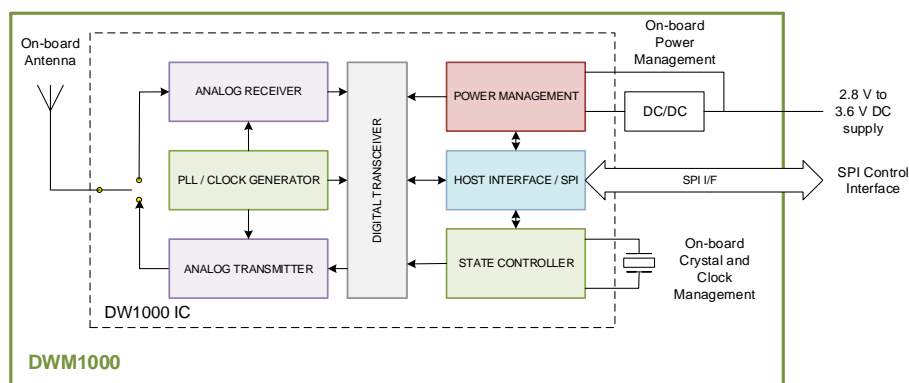 On-board
Antenna
ANALOG RECEIVER
PLL / CLOCK GENERATOR
ANALOG TRANSMITTER
DIGITAL TRANSCEIVER
POWER MANAGEMENT
HOST INTERFACE / SPI
STATE CONTROLLER
DW1000 IC
On-board
Power
Management
DC/DC
2.8 V to
3.6 V DC
supply
SPI I/F
SPI Control
Interface
On-board
Crystal and
Clock
Management
DWM1000